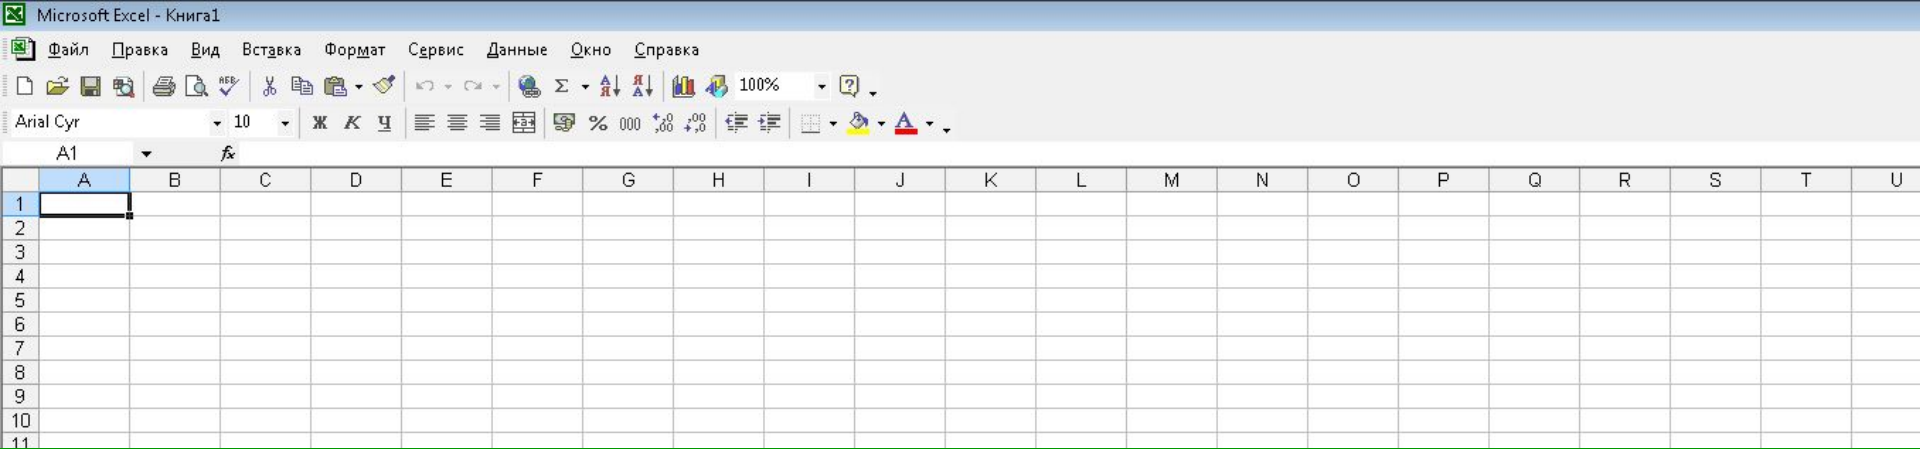 Microsoft Excel - Книга1
Файл Правка Вид Вставка Формат Сервис Данные Окно Справка
100%
Arial Cyr 10 Ж К Ч % 000
A1 fx
A B C D E F G H I J K L M N O P Q R S T U
1
2
3
4
5
6
7
8
9
10
11